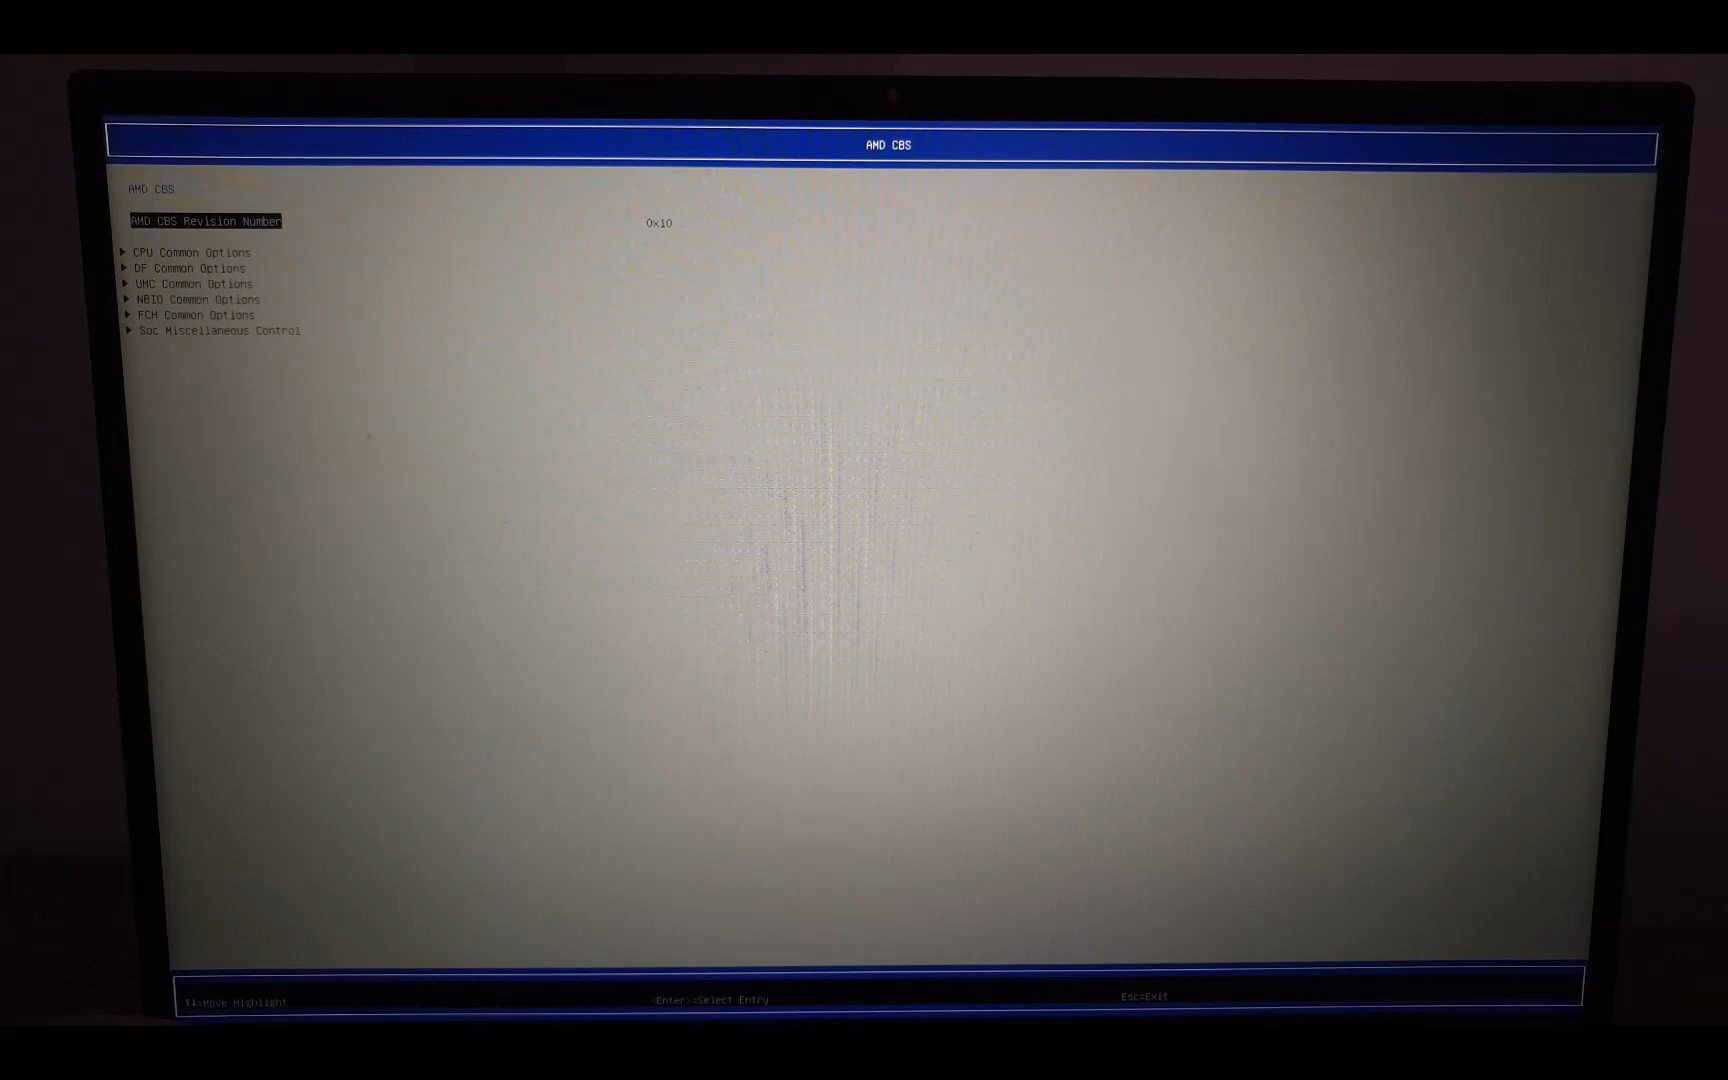 AMD CBS
AMD CBS
AMD CBS Revision Number 0x10
CPU Common Options
DF Common Options
UMC Common Options
NBIO Common Options
FCH Common Options
Soc Miscellaneous Control
↑↓=Move Highlight <Enter>=Select Entry Esc=Exit